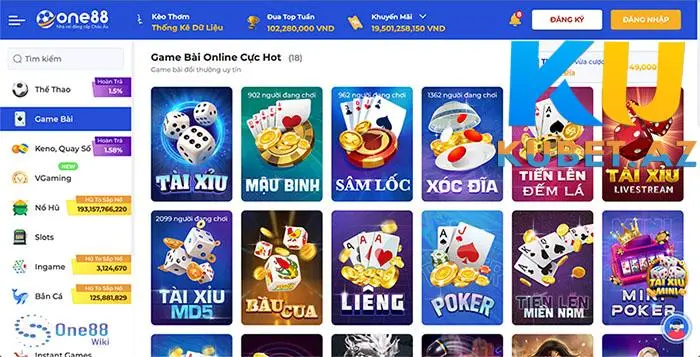 one88
Nhà cái đẳng cấp Châu Âu
Kèo Thơm
Thống Kê Dữ Liệu
Đua Top Tuần
102,280,000 VND
Khuyến Mãi
19,501,258,150 VND
ĐĂNG KÝ
ĐĂNG NHẬP
Tìm kiếm
Thể Thao
Hoàn Trả
1.5%
Game Bài
Keno, Quay Số
Hoàn Trả
1.58%
VGaming
NEW
Nổ Hũ
Hũ To Sắp Nổ
193,157,766,220
Slots
Ingame
Hũ To Sắp Nổ
3,124,670
Bắn Cá
Hũ To Sắp Nổ
125,881,829
Instant Games
One88
Wiki
Game Bài Online Cực Hot (18)
Game bài đổi thưởng uy tín
vừa cược
49,000
KU
KUBET.AZ
TÀI XỈU
902 người đang chơi
MẬU BINH
962 người đang chơi
SÂM LỐC
1362 người đang chơi
XÓC ĐĨA
TIẾN LÊN
ĐẾM LÁ
TÀI XỈU
LIVESTREAM
2099 người đang chơi
TÀI XỈU
MD5
BẦU CUA
LIÊNG
POKER
TIẾN LÊN
MIỀN NAM
MINI
POKER
TÀI XỈU
MINI